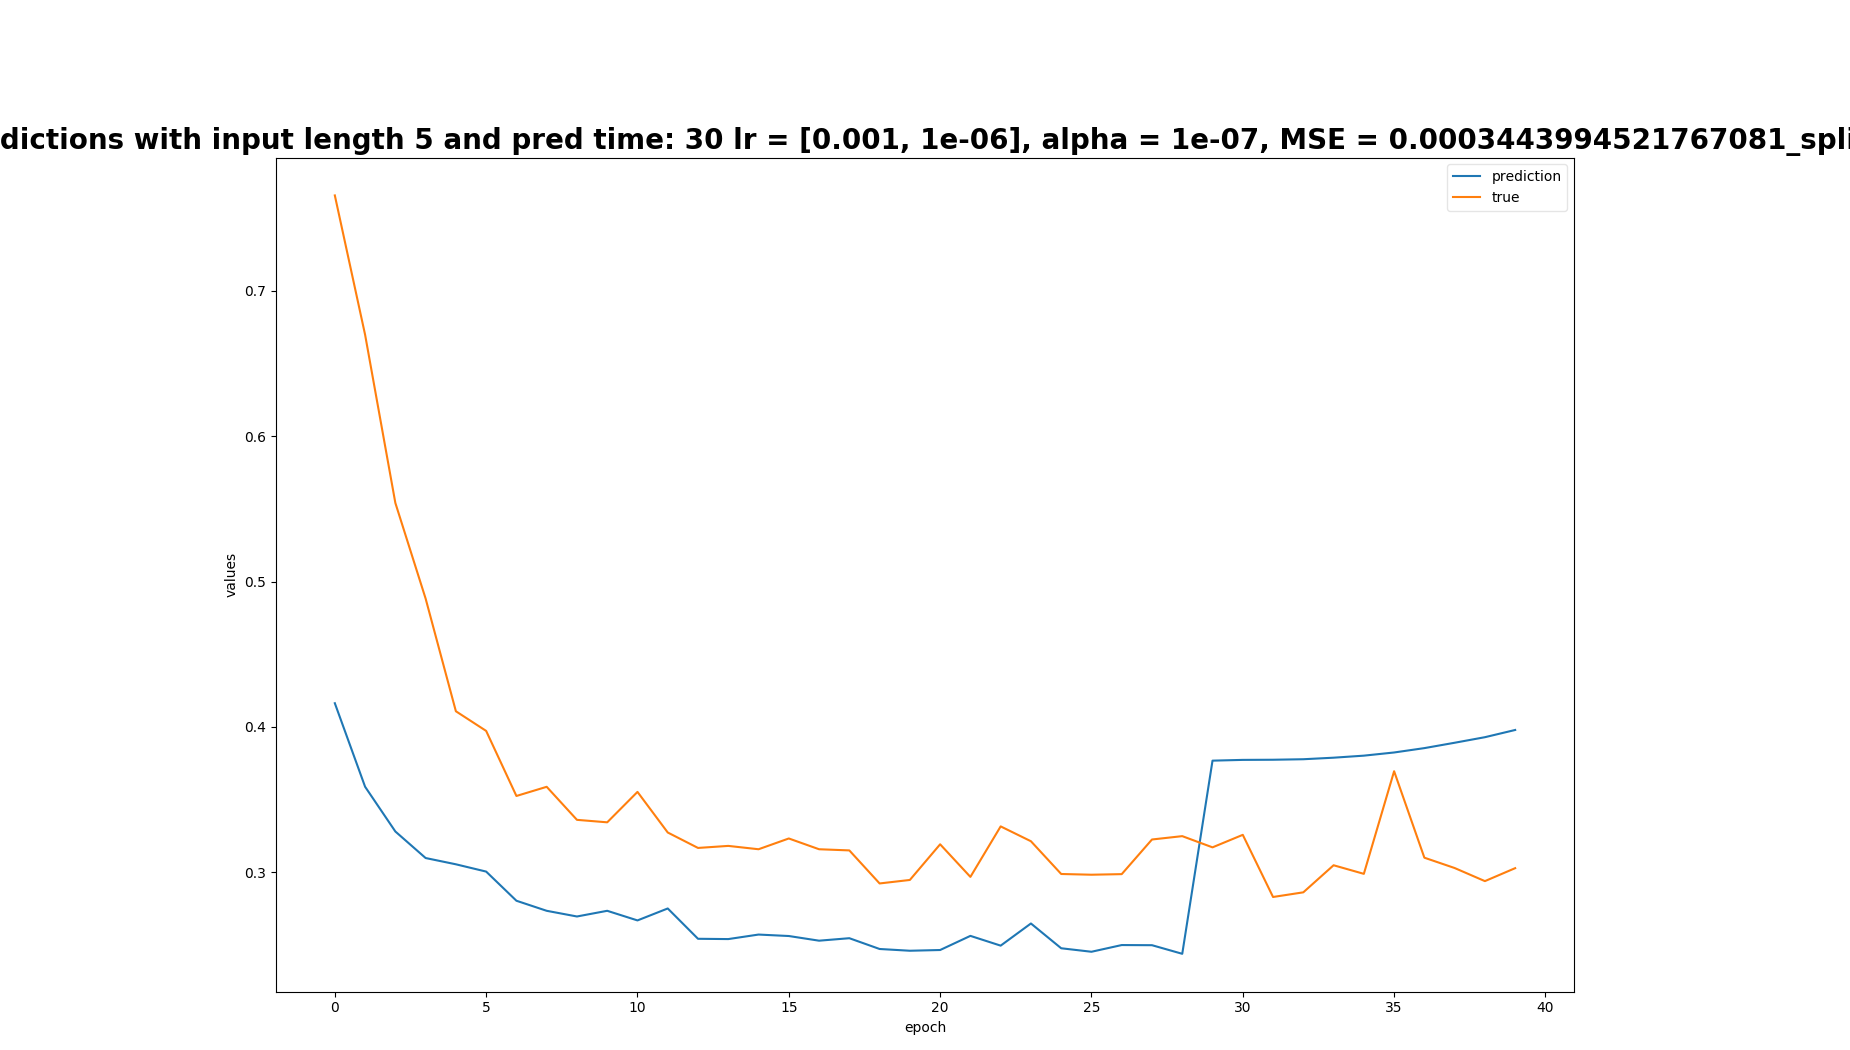 dictions with input length 5 and pred time: 30 lr = [0.001, 1e-06], alpha = 1e-07, MSE = 0.0003443994521767081_spli
prediction
true
0.7
0.6
0.5
0.4
0.3
values
0 5 10 15 20 25 30 35 40
epoch